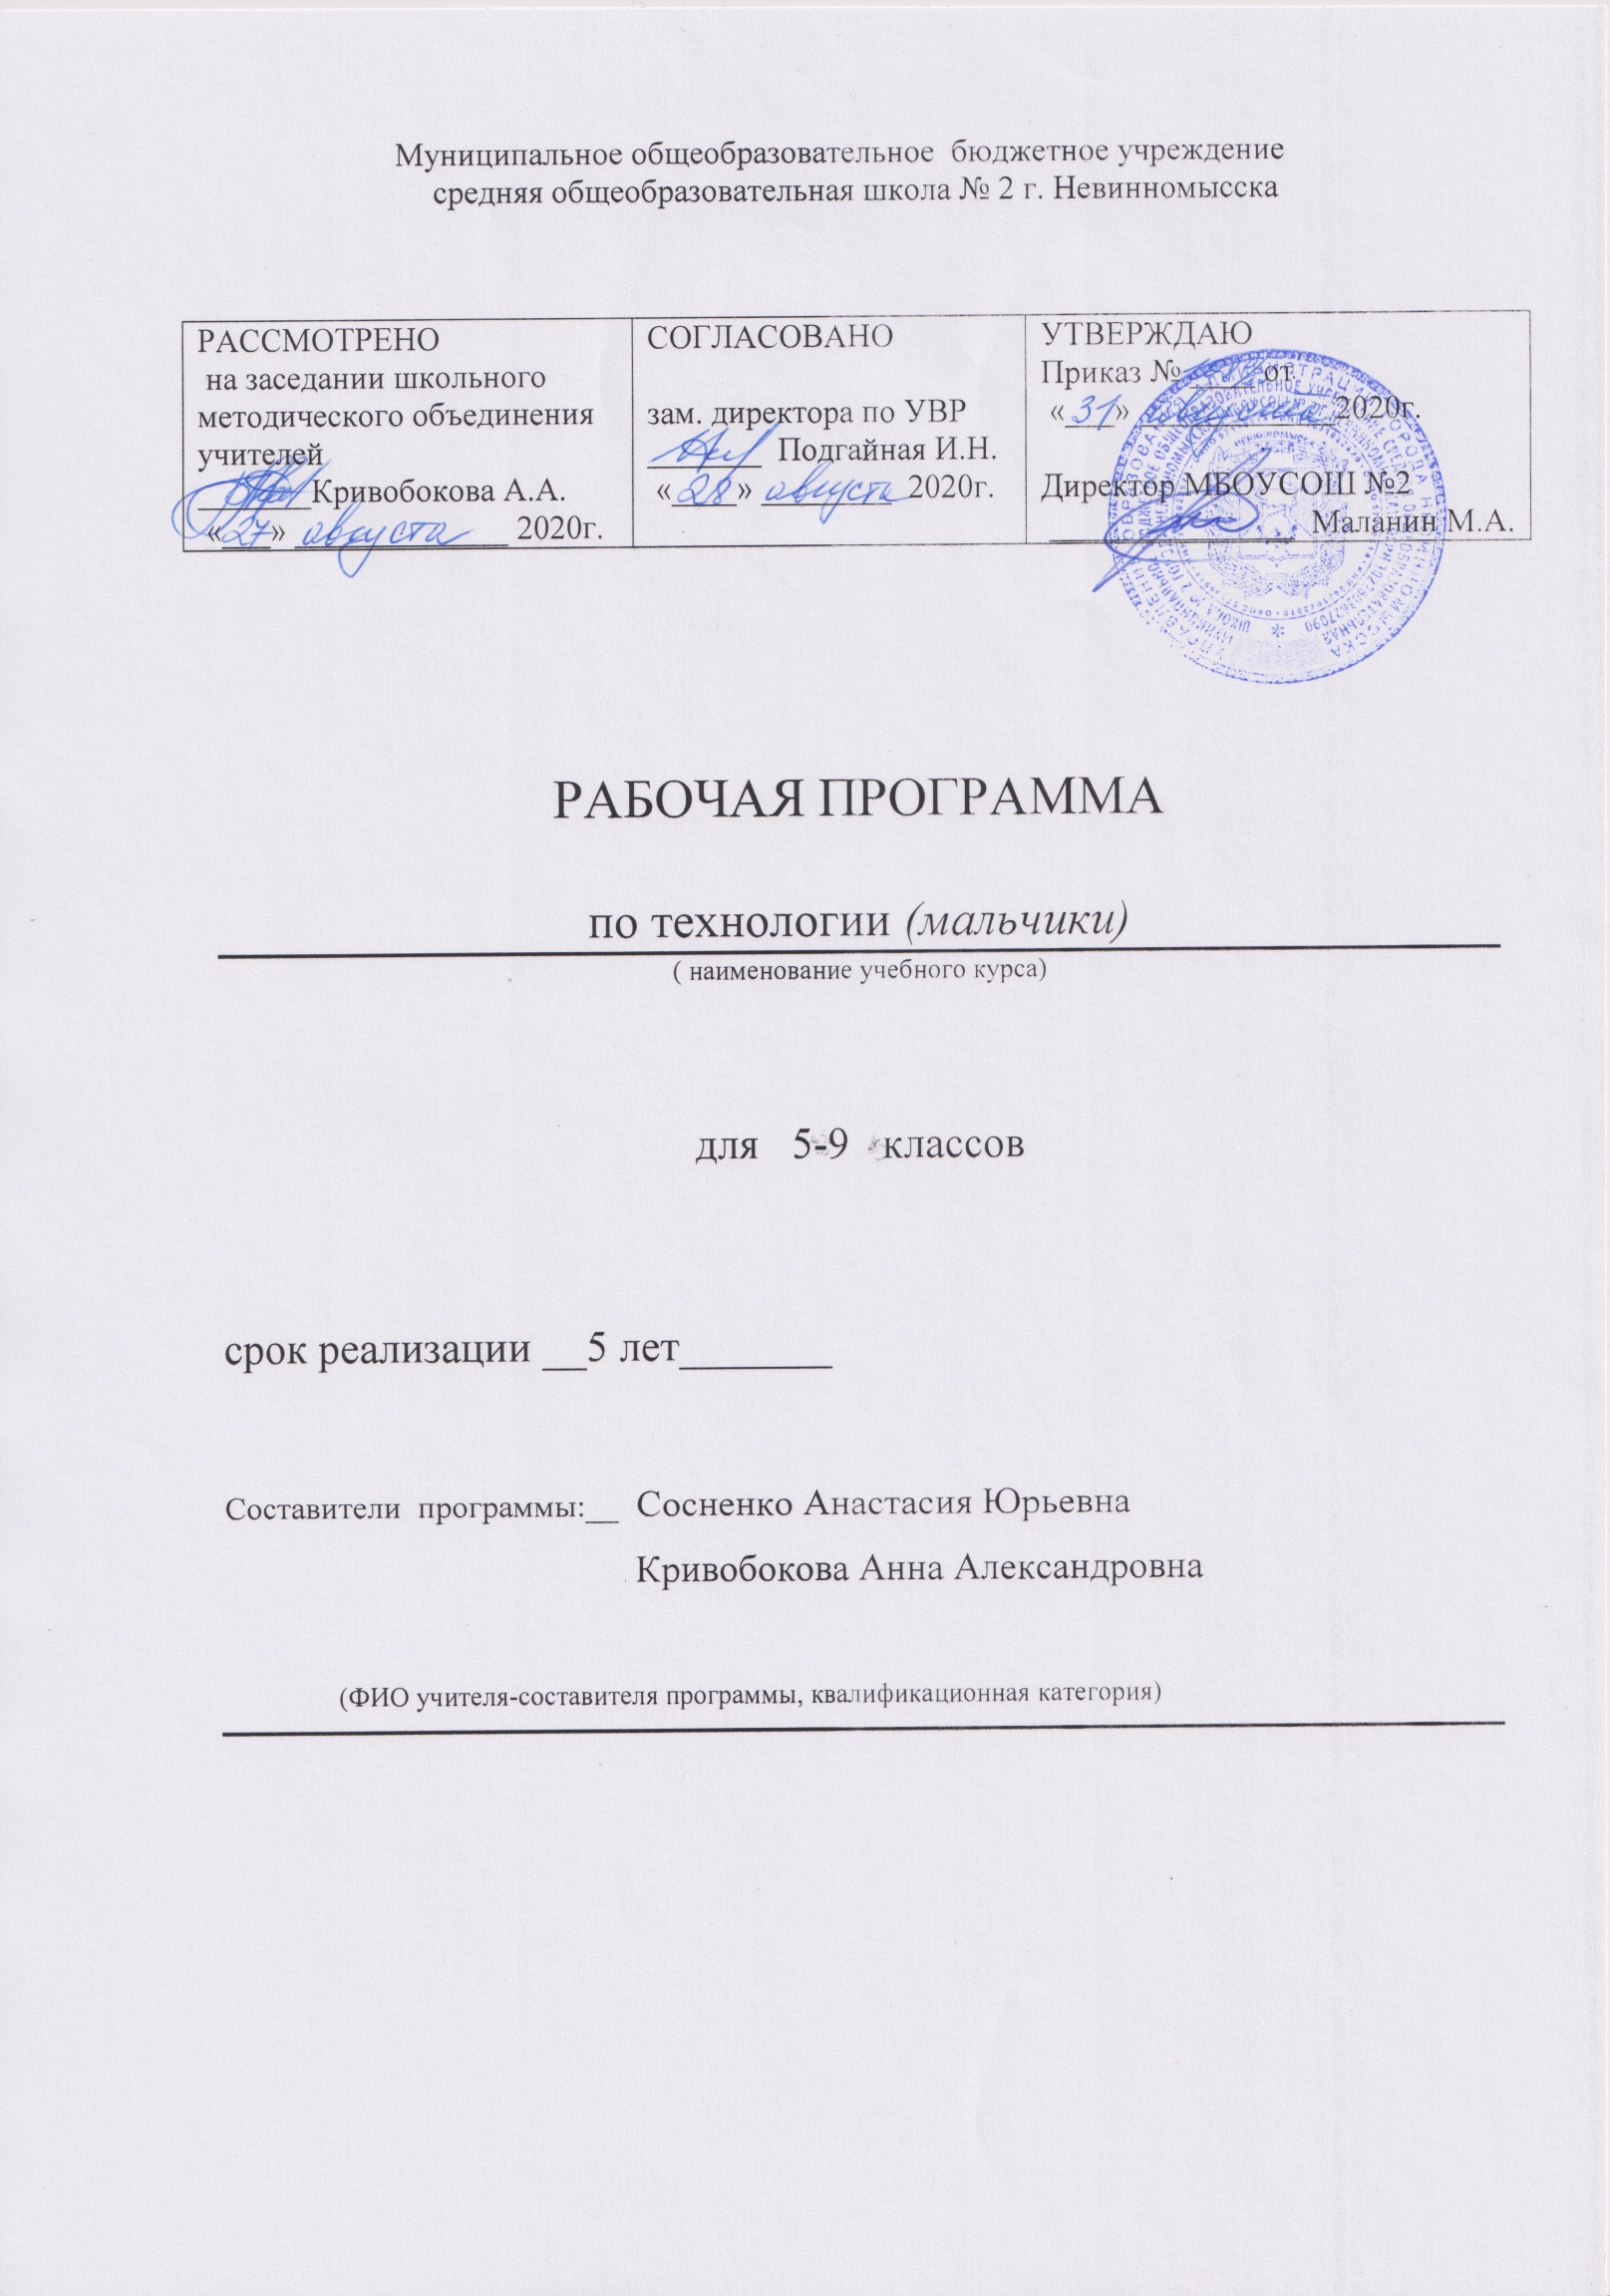 Муниципальное общеобразовательное бюджетное учреждение
средняя общеобразовательная школа № 2 г. Невинномысска
РАССМОТРЕНО
на заседании школьного
методического объединения
учителей
Кривобокова А.А.
«27» августа 2020г.
СОГЛАСОВАНО
зам. директора по УВР
Подгайная И.Н.
«28» августа 2020г.
УТВЕРЖДАЮ
Приказ № от
«31» августа 2020г.
Директор МБОУСОШ №2
Маланин М.А.
РАБОЧАЯ ПРОГРАММА
по технологии (мальчики)
( наименование учебного курса)
для 5-9 классов
срок реализации __5 лет_______
Составители программы:__ Сосненко Анастасия Юрьевна
Кривобокова Анна Александровна
(ФИО учителя-составителя программы, квалификационная категория)